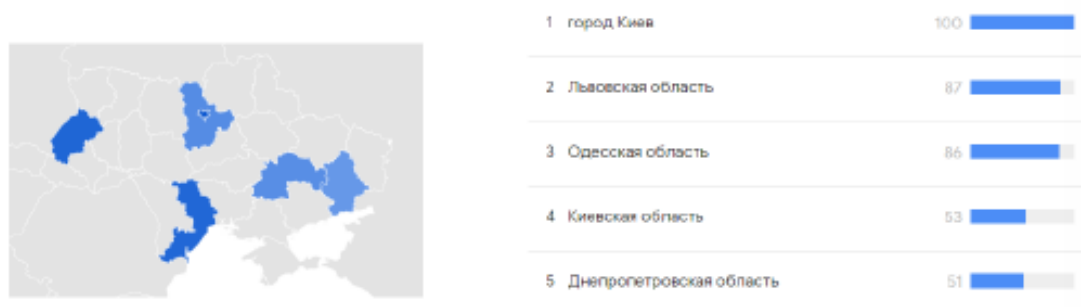 1 город Киев 100
2 Львовская область 87
3 Одесская область 86
4 Киевская область 53
5 Днепропетровская область 51